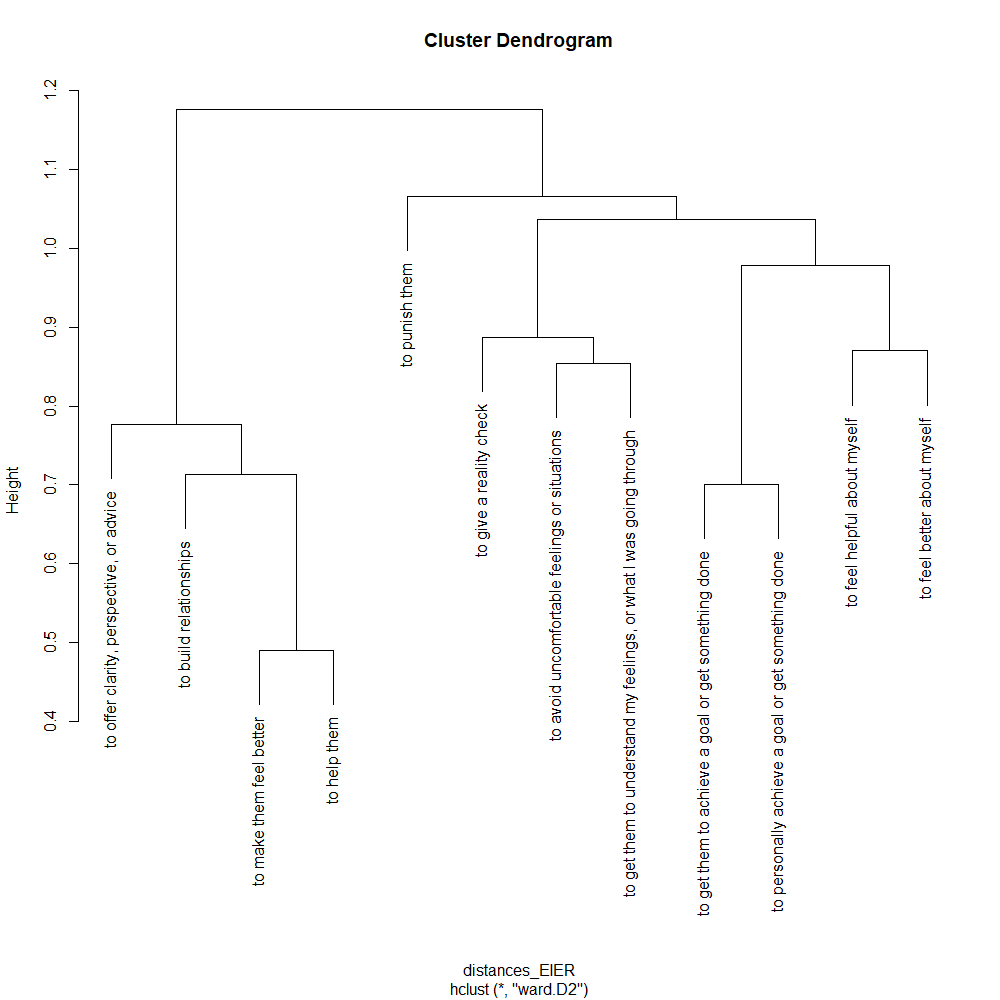 Cluster Dendrogram
Height
1.2
1.1
1.0
0.9
0.8
0.7
0.6
0.5
0.4
to offer clarity, perspective, or advice
to build relationships
to make them feel better
to help them
to punish them
to give a reality check
to avoid uncomfortable feelings or situations
to get them to understand my feelings, or what I was going through
to get them to achieve a goal or get something done
to personally achieve a goal or get something done
to feel helpful about myself
to feel better about myself
distances_EIER
hclust (*, "ward.D2")